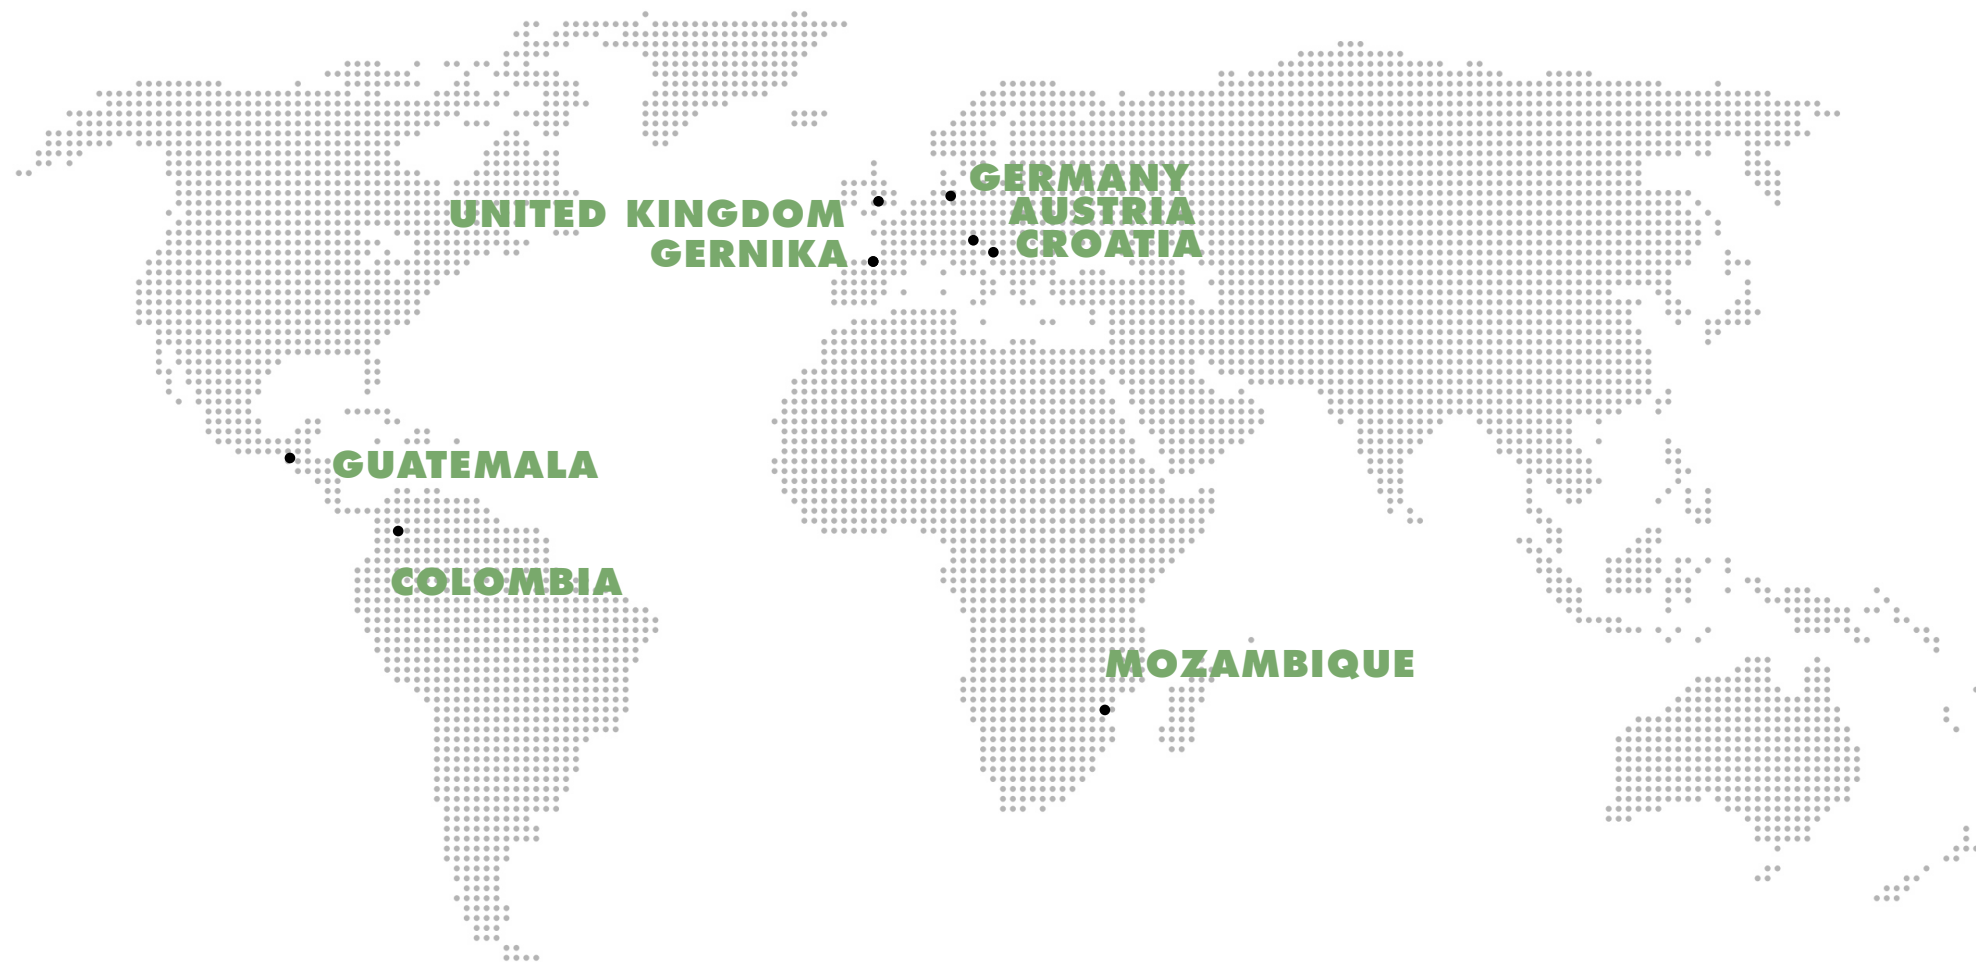 GERMANY
AUSTRIA
UNITED KINGDOM
CROATIA
GERNIKA
GUATEMALA
COLOMBIA
MOZAMBIQUE